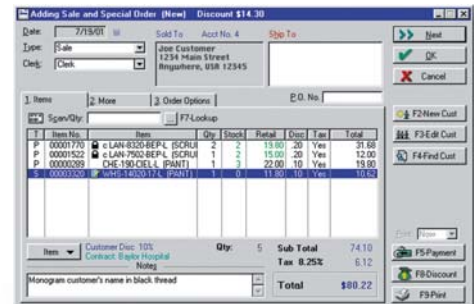 Adding Sale and Special Order (New) Discount $14.30
Date: 7/19/01 Sold To Acct No. 4 Ship To
Type: Sale
Clerk: Clerk
Joe Customer
1234 Main Street
Anywhere, USA 12345
Next
OK
Cancel
1. Items 2. More 3. Order Options P.O. No.
Scan/Qty: ... F7-Lookup
F2-New Cust
F3-Edit Cust
F4-Find Cust
T Item No. Item Qty Stock Retail Disc Tax Total
P 00001770 c LAN-8320-BEP-L (SCRUI 2 2 19.80 .20 Yes 31.68
P 00001522 c LAN-7502-BEP-L (SCRUI 1 2 15.00 .20 Yes 12.00
P 00000289 CHE-190-CIEL-L (PANT) 1 3 22.00 .10 Yes 19.80
S 00003320 WHS-14020-17-L (PANT) 1 0 11.80 .10 Yes 10.62
Print: None
Item Customer Disc 10% Qty: 5 Sub Total 74.10
Contract: Baylor Hospital
Tax 8.25% 6.12
Notes
Monogram customer's name in black thread
Total $80.22
F5-Payment
F8-Discount
F9-Print